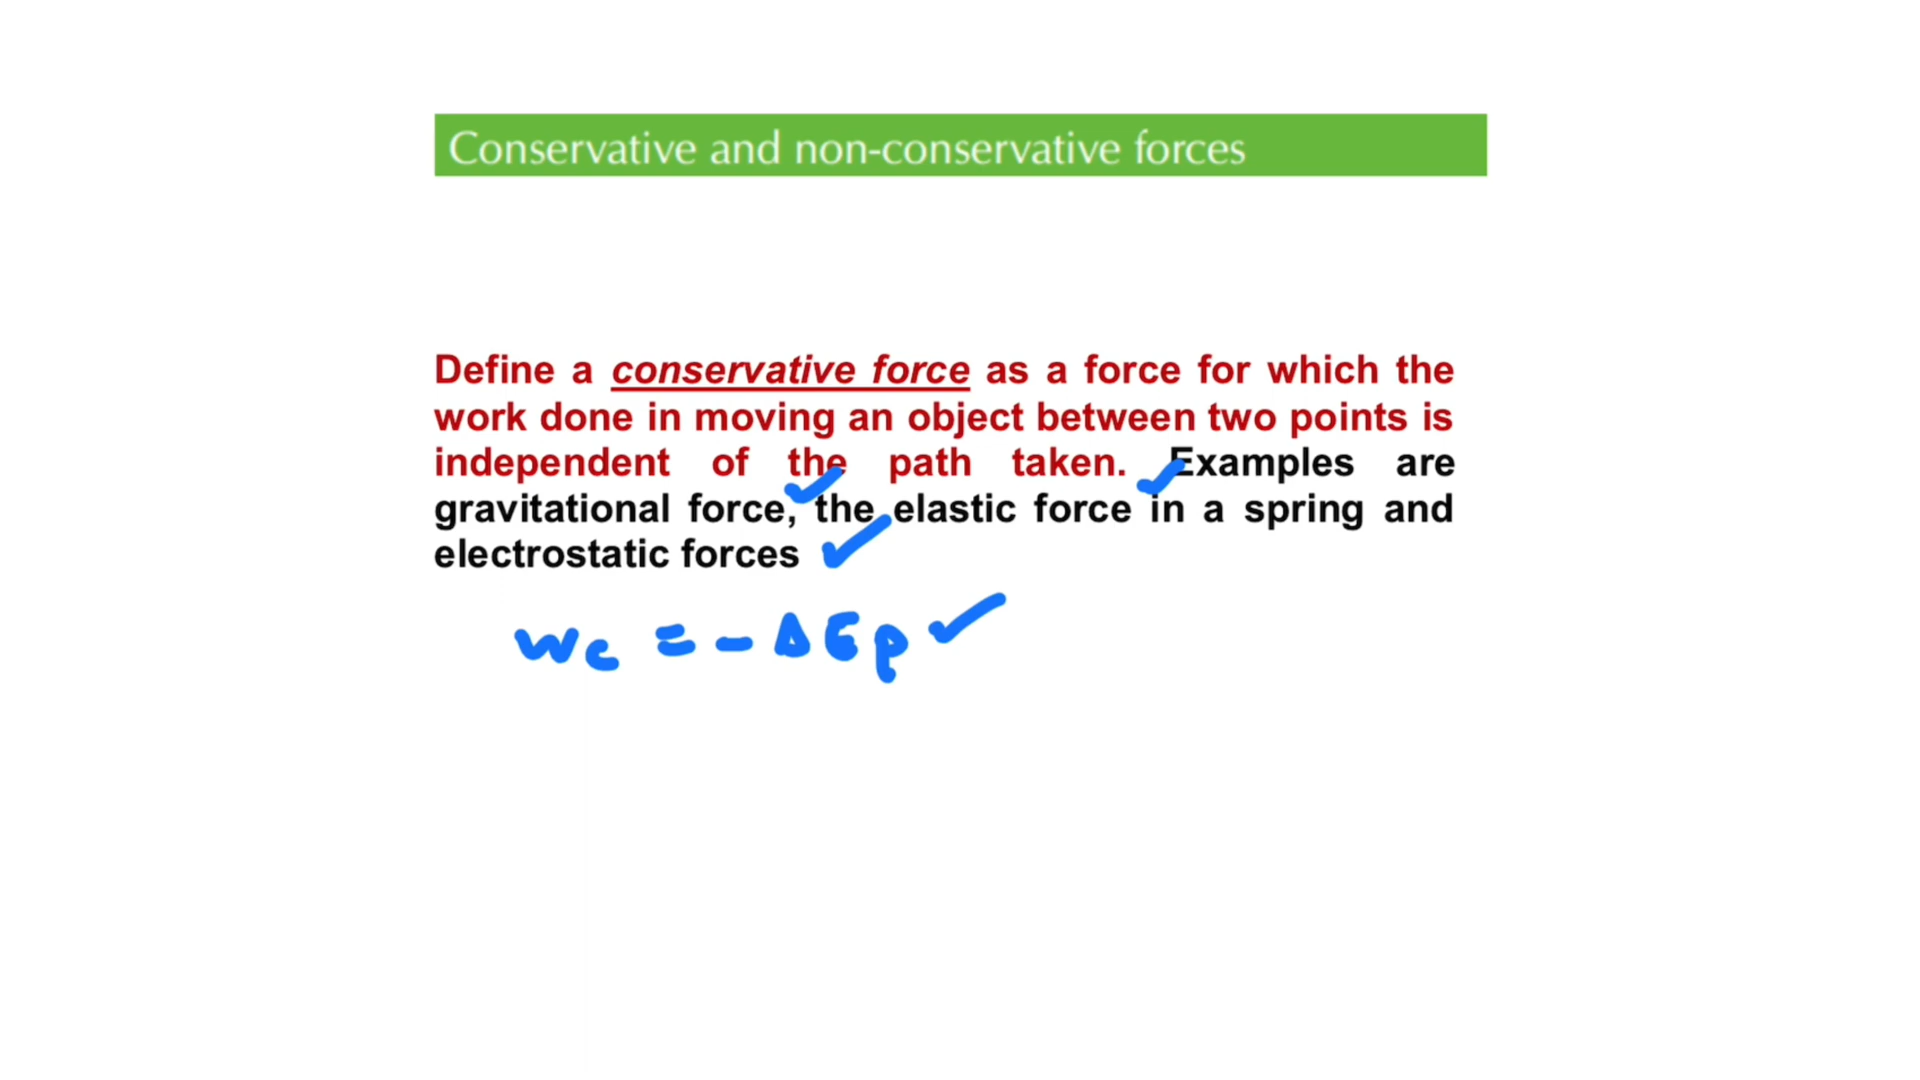 Conservative and non-conservative forces
Define a conservative force as a force for which the
work done in moving an object between two points is
independent of the path taken. Examples are
gravitational force, the elastic force in a spring and
electrostatic forces
Wc = - Δ Ep